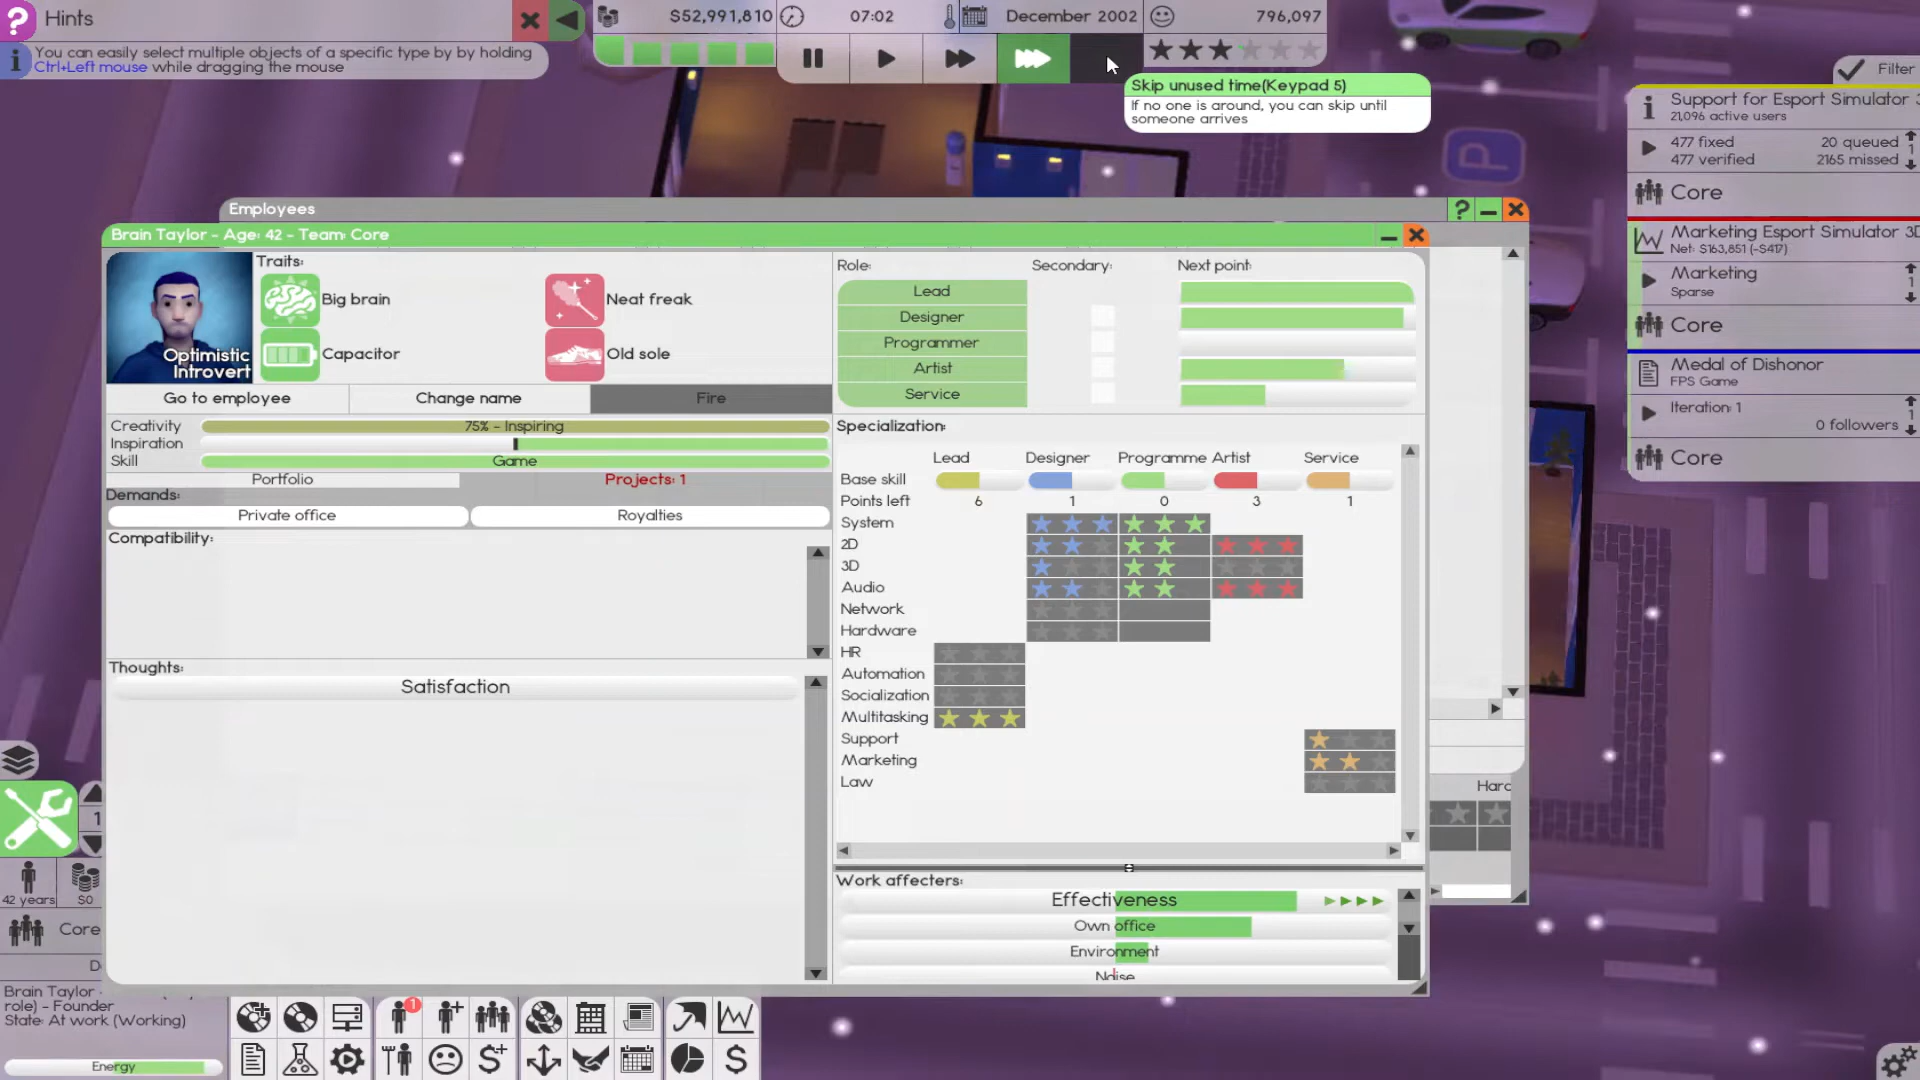 Hints
You can easily select multiple objects of a specific type by by holding
Ctrl+Left mouse while dragging the mouse
$52,991,810
07:02
December 2002
796,097
Skip unused time(Keypad 5)
If no one is around, you can skip until
someone arrives
Filter
Support for Esport Simulator 3
21,096 active users
477 fixed
20 queued
477 verified
2165 missed
1
Core
Marketing Esport Simulator 3D
Net: $163,851 (-$417)
Marketing
Sparse
1
Core
Medal of Dishonor
FPS Game
Iteration: 1
0 followers
1
Core
Employees
Brain Taylor - Age: 42 - Team: Core
Traits:
Big brain
Neat freak
Capacitor
Old sole
Optimistic
Introvert
Go to employee
Change name
Fire
Creativity
75% - Inspiring
Inspiration
Skill
Game
Portfolio
Projects: 1
Demands:
Private office
Royalties
Compatibility:
Thoughts:
Satisfaction
Role:
Secondary:
Next point:
Lead
Designer
Programmer
Artist
Service
Specialization:
Lead
Designer
Programme
Artist
Service
Base skill
Points left
6
1
0
3
1
System
2D
3D
Audio
Network
Hardware
HR
Automation
Socialization
Multitasking
Support
Marketing
Law
Work affecters:
Effectiveness
Own office
Environment
Noise
Hard
1
42 years
$0
Core
Brain Taylor -
role) - Founder
State: At work (Working)
Energy
1